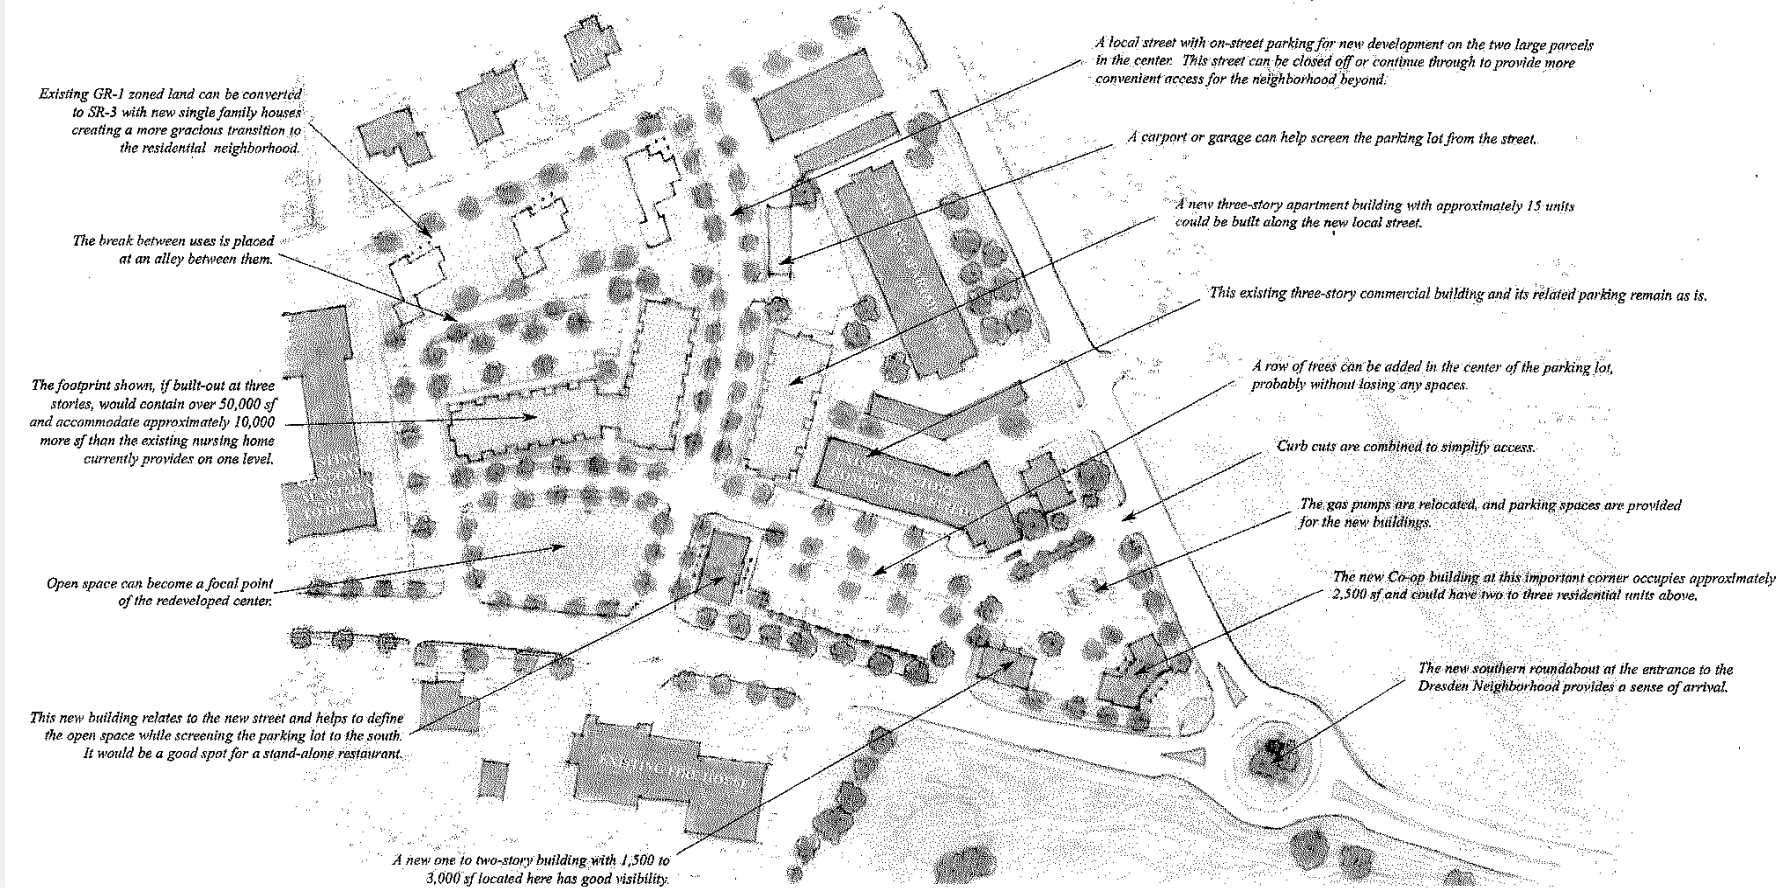 A local street with on-street parking for new development on the two large parcels
in the center. This street can be closed off or continue through to provide more
convenient access for the neighborhood beyond.
Existing GR-1 zoned land can be converted
to SR-3 with new single family houses
creating a more gracious transition to
the residential neighborhood.
A carport or garage can help screen the parking lot from the street.
A new three-story apartment building with approximately 15 units
could be built along the new local street.
The break between uses is placed
at an alley between them.
This existing three-story commercial building and its related parking remain as is.
A row of trees can be added in the center of the parking lot,
probably without losing any spaces.
The footprint shown, if built-out at three
stories, would contain over 50,000 sf
and accommodate approximately 10,000
more sf than the existing nursing home
currently provides on one level.
Curb cuts are combined to simplify access.
The gas pumps are relocated, and parking spaces are provided
for the new buildings.
Open space can become a focal point
of the redeveloped center.
The new Co-op building at this important corner occupies approximately
2,500 sf and could have two to three residential units above.
The new southern roundabout at the entrance to the
Dresden Neighborhood provides a sense of arrival.
This new building relates to the new street and helps to define
the open space while screening the parking lot to the south.
It would be a good spot for a stand-alone restaurant.
A new one to two-story building with 1,500 to
3,000 sf located here has good visibility.